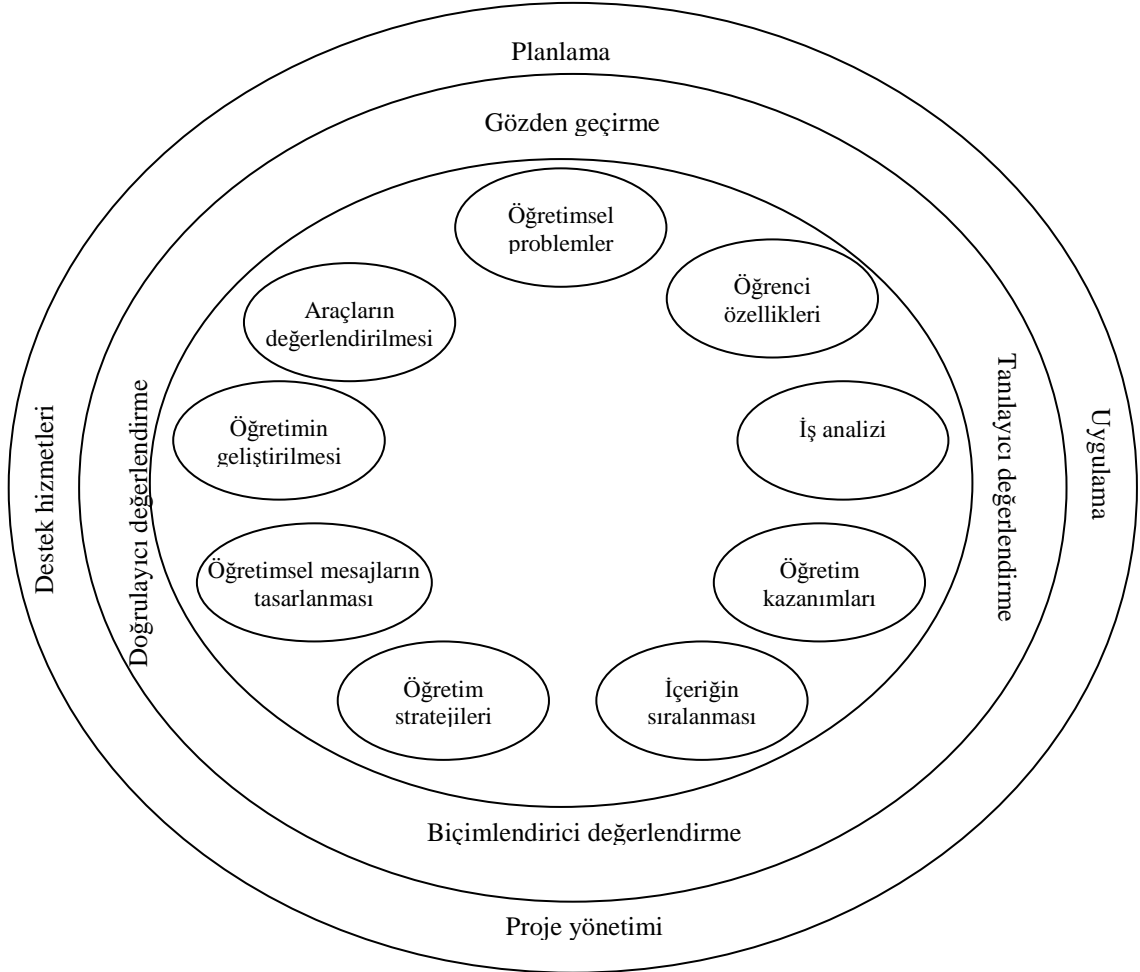 Planlama
Gözden geçirme
Öğretimsel
problemler
Öğrenci
özellikleri
Araçların
değerlendirilmesi
İş analizi
Öğretimin
geliştirilmesi
Öğretim
kazanımları
Öğretimsel mesajların
tasarlanması
İçeriğin
sıralanması
Öğretim
stratejileri
Destek hizmetleri
Doğrulayıcı değerlendirme
Tanılayıcı değerlendirme
Uygulama
Biçimlendirici değerlendirme
Proje yönetimi